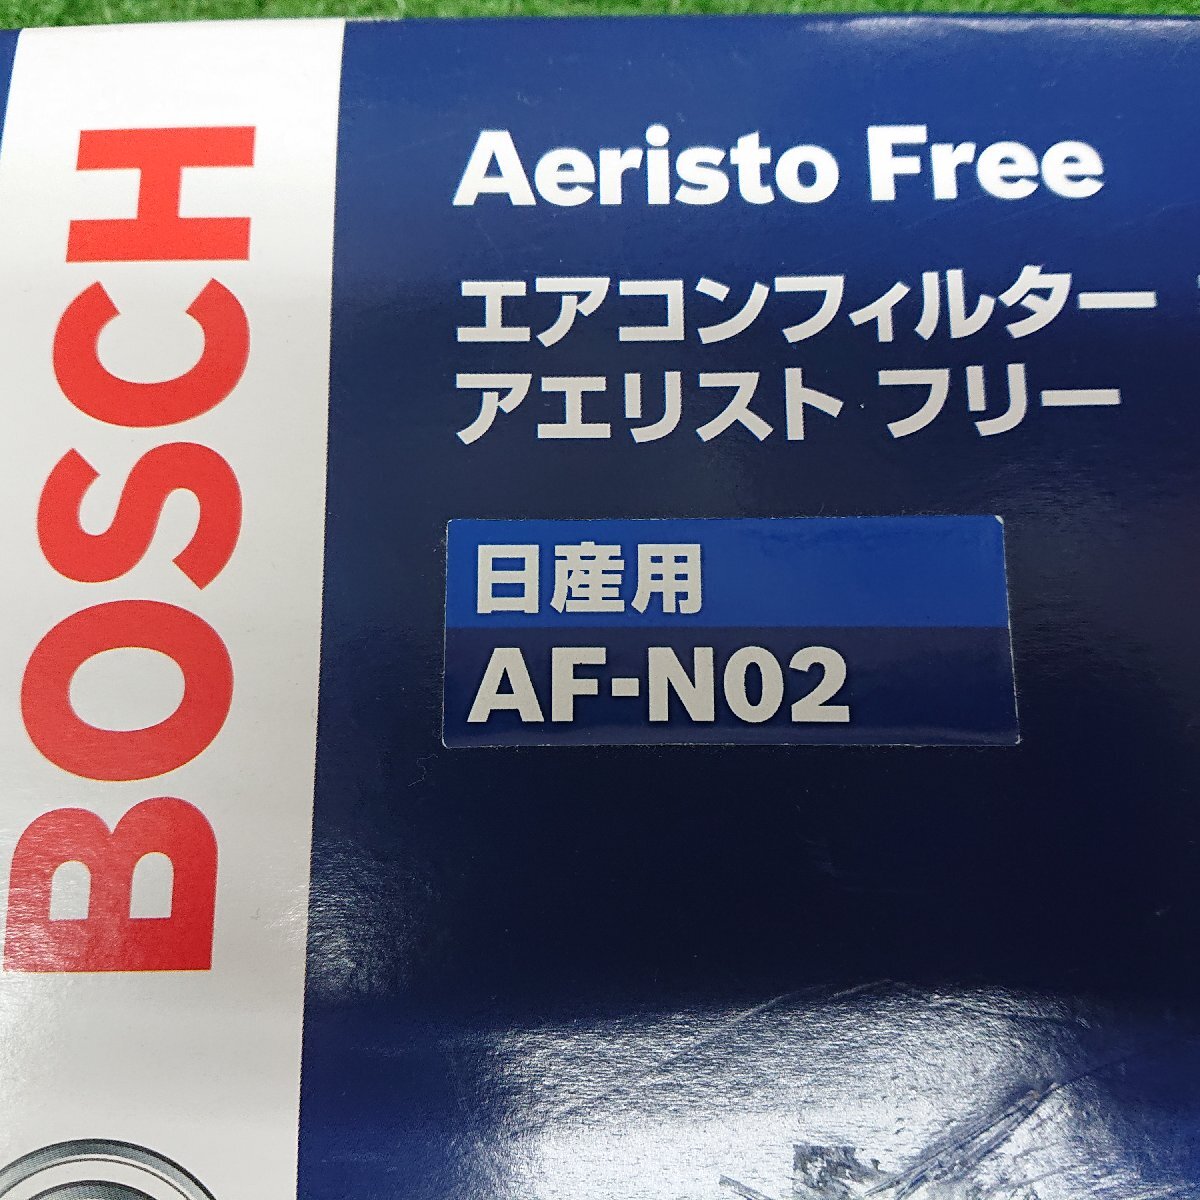 BOSCH
Aeristo Free
エアコンフィルター
アエリスト フリー
日産用
AF-N02